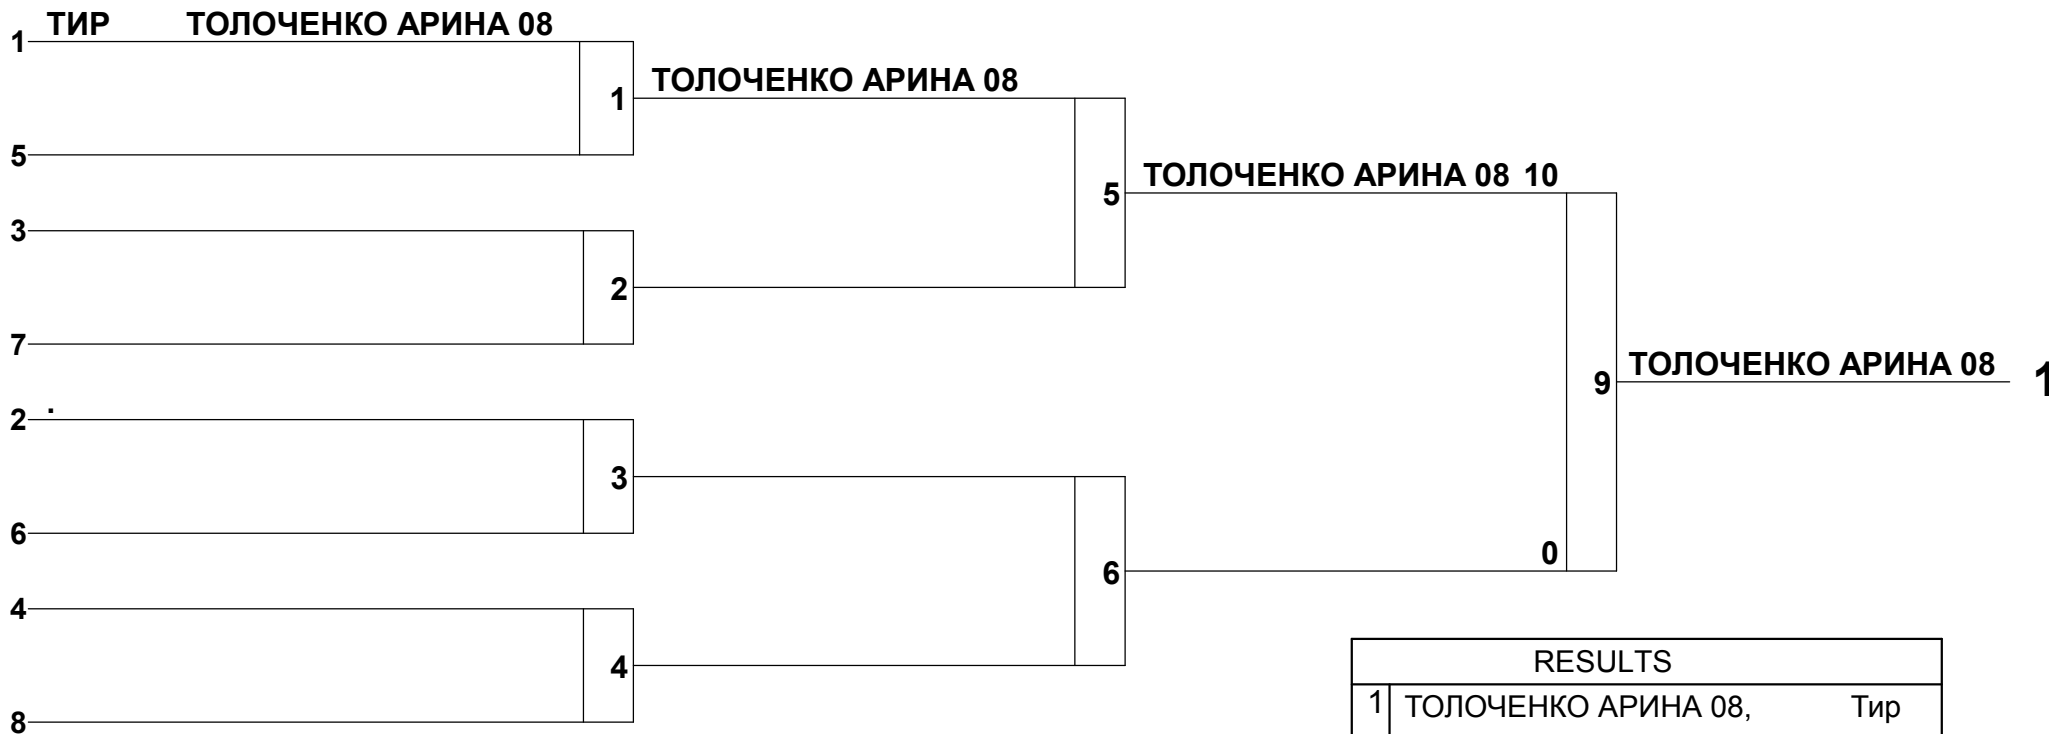 1 ТИР ТОЛОЧЕНКО АРИНА 08
1 ТОЛОЧЕНКО АРИНА 08
5
5 ТОЛОЧЕНКО АРИНА 08 10
3
2
7
9 ТОЛОЧЕНКО АРИНА 08 1
2 .
3
6
0
6
4
4
8
RESULTS
1 ТОЛОЧЕНКО АРИНА 08, Тир